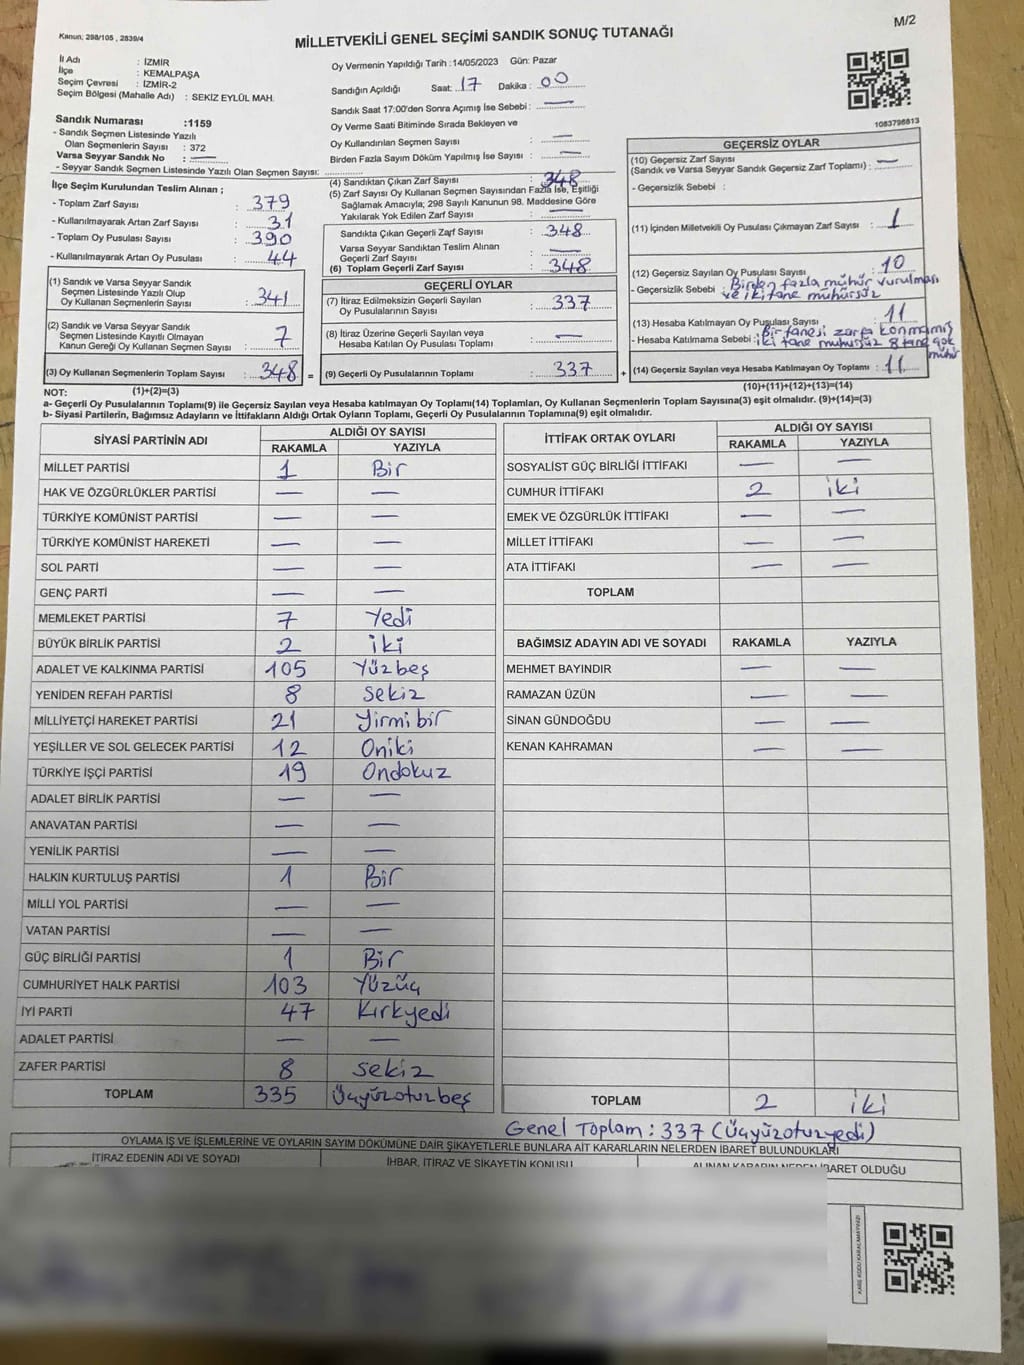 M/2
Kanun; 298/105 , 2839/4
MİLLETVEKİLİ GENEL SEÇİMİ SANDIK SONUÇ TUTANAĞI
İl Adı : İZMİR
İlçe : KEMALPAŞA
Seçim Çevresi : İZMİR-2
Seçim Bölgesi (Mahalle Adı) : SEKİZ EYLÜL MAH.
Sandık Numarası :1159
- Sandık Seçmen Listesinde Yazılı
Olan Seçmenlerin Sayısı : 372
Varsa Seyyar Sandık No : —
- Seyyar Sandık Seçmen Listesinde Yazılı Olan Seçmen Sayısı:
Oy Vermenin Yapıldığı Tarih :14/05/2023 Gün: Pazar
Sandığın Açıldığı Saat: 17 Dakika : 00
Sandık Saat 17:00'den Sonra Açımış İse Sebebi : —
Oy Verme Saati Bitiminde Sırada Bekleyen ve
Oy Kullandırılan Seçmen Sayısı : —
Birden Fazla Sayım Döküm Yapılmış İse Sayısı : —
1083798813
İlçe Seçim Kurulundan Teslim Alınan ;
- Toplam Zarf Sayısı : 379
- Kullanılmayarak Artan Zarf Sayısı : 31
- Toplam Oy Pusulası Sayısı : 390
- Kullanılmayarak Artan Oy Pusulası : 44
(1) Sandık ve Varsa Seyyar Sandık
Seçmen Listesinde Yazılı Olup
Oy Kullanan Seçmenlerin Sayısı : 341
(2) Sandık ve Varsa Seyyar Sandık
Seçmen Listesinde Kayıtlı Olmayan
Kanun Gereği Oy Kullanan Seçmen Sayısı : 7
(3) Oy Kullanan Seçmenlerin Toplam Sayısı : 348 =
(4) Sandıktan Çıkan Zarf Sayısı : 348
(5) Zarf Sayısı Oy Kullanan Seçmen Sayısından Fazla İse, Eşitliği
Sağlamak Amacıyla; 298 Sayılı Kanunun 98. Maddesine Göre
Yakılarak Yok Edilen Zarf Sayısı : —
Sandıkta Çıkan Geçerli Zarf Sayısı : 348
Varsa Seyyar Sandıktan Teslim Alınan
Geçerli Zarf Sayısı : —
(6) Toplam Geçerli Zarf Sayısı : 348
GEÇERLİ OYLAR
(7) İtiraz Edilmeksizin Geçerli Sayılan
Oy Pusulalarının Sayısı : 337
(8) İtiraz Üzerine Geçerli Sayılan veya
Hesaba Katılan Oy Pusulası Toplamı : —
(9) Geçerli Oy Pusulalarının Toplamı : 337 +
GEÇERSİZ OYLAR
(10) Geçersiz Zarf Sayısı
(Sandık ve Varsa Seyyar Sandık Geçersiz Zarf Toplamı) : —
- Geçersizlik Sebebi :
(11) İçinden Milletvekili Oy Pusulası Çıkmayan Zarf Sayısı : 1
(12) Geçersiz Sayılan Oy Pusulası Sayısı : 10
- Geçersizlik Sebebi : Birden fazla mühür vurulması
ve iki tane mühürsüz
(13) Hesaba Katılmayan Oy Pusulası Sayısı : 11
- Hesaba Katılmama Sebebi : Bir tanesi zarfa konmamış
iki tane mühürsüz 8 tane çok
mühür
(14) Geçersiz Sayılan veya Hesaba Katılmayan Oy Toplamı : 11
NOT: (1)+(2)=(3) (10)+(11)+(12)+(13)=(14)
a- Geçerli Oy Pusulalarının Toplamı(9) ile Geçersiz Sayılan veya Hesaba Katılmayan Oy Toplamı(14) Toplamları, Oy Kullanan Seçmenlerin Toplam Sayısına(3) eşit olmalıdır. (9)+(14)=(3)
b- Siyasi Partilerin, Bağımsız Adayların ve İttifakların Aldığı Ortak Oyların Toplamı, Geçerli Oy Pusulalarının Toplamına(9) eşit olmalıdır.
SİYASİ PARTİNİN ADI ALDIĞI OY SAYISI
RAKAMLA YAZIYLA
MİLLET PARTİSİ 1 Bir
HAK VE ÖZGÜRLÜKLER PARTİSİ — —
TÜRKİYE KOMÜNİST PARTİSİ — —
TÜRKİYE KOMÜNİST HAREKETİ — —
SOL PARTİ — —
GENÇ PARTİ — —
MEMLEKET PARTİSİ 7 Yedi
BÜYÜK BİRLİK PARTİSİ 2 iki
ADALET VE KALKINMA PARTİSİ 105 Yüzbeş
YENİDEN REFAH PARTİSİ 8 Sekiz
MİLLİYETÇİ HAREKET PARTİSİ 21 Yirmibir
YEŞİLLER VE SOL GELECEK PARTİSİ 12 Oniki
TÜRKİYE İŞÇİ PARTİSİ 19 Ondokuz
ADALET BİRLİK PARTİSİ — —
ANAVATAN PARTİSİ — —
YENİLİK PARTİSİ — —
HALKIN KURTULUŞ PARTİSİ 1 Bir
MİLLİ YOL PARTİSİ — —
VATAN PARTİSİ — —
GÜÇ BİRLİĞİ PARTİSİ 1 Bir
CUMHURİYET HALK PARTİSİ 103 Yüzüç
İYİ PARTİ 47 Kırkyedi
ADALET PARTİSİ — —
ZAFER PARTİSİ 8 sekiz
TOPLAM 335 Üçyüzotuzbeş
İTTİFAK ORTAK OYLARI ALDIĞI OY SAYISI
RAKAMLA YAZIYLA
SOSYALİST GÜÇ BİRLİĞİ İTTİFAKI — —
CUMHUR İTTİFAKI 2 iki
EMEK VE ÖZGÜRLÜK İTTİFAKI — —
MİLLET İTTİFAKI — —
ATA İTTİFAKI — —
TOPLAM
BAĞIMSIZ ADAYIN ADI VE SOYADI RAKAMLA YAZIYLA
MEHMET BAYINDIR — —
RAMAZAN ÜZÜN — —
SİNAN GÜNDOĞDU — —
KENAN KAHRAMAN — —
TOPLAM 2 iki
Genel Toplam : 337 (Üçyüzotuzyedi)
OYLAMA İŞ VE İŞLEMLERİNE VE OYLARIN SAYIM DÖKÜMÜNE DAİR ŞİKAYETLERLE BUNLARA AİT KARARLARIN NELERDEN İBARET BULUNDUKLARI
İTİRAZ EDENİN ADI VE SOYADI İHBAR, İTİRAZ VE ŞİKAYETİN KONUSU ALINAN KARARIN NEDEN İBARET OLDUĞU